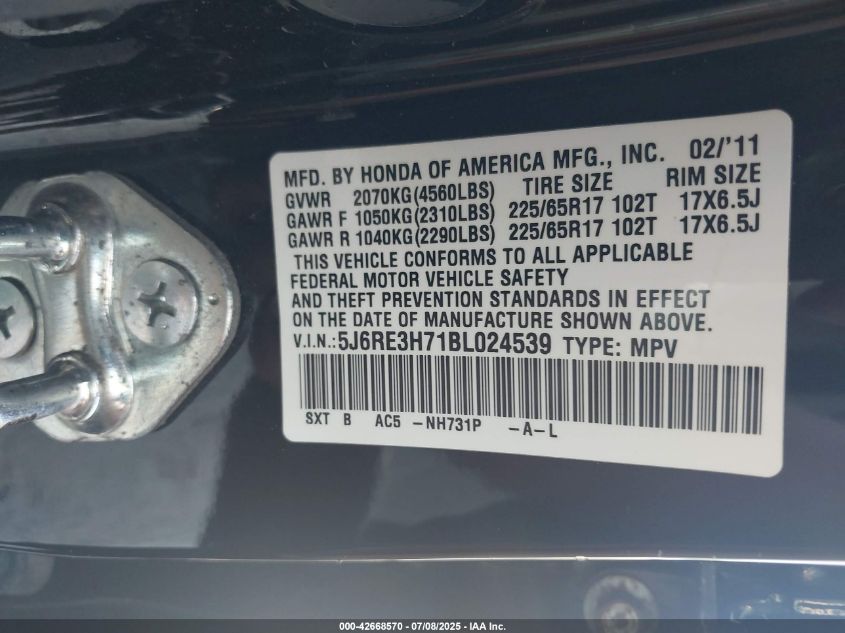 MFD. BY HONDA OF AMERICA MFG., INC. 02/'11
GVWR 2070KG(4560LBS) TIRE SIZE RIM SIZE
GAWR F 1050KG(2310LBS) 225/65R17 102T 17X6.5J
GAWR R 1040KG(2290LBS) 225/65R17 102T 17X6.5J
THIS VEHICLE CONFORMS TO ALL APPLICABLE
FEDERAL MOTOR VEHICLE SAFETY
AND THEFT PREVENTION STANDARDS IN EFFECT
ON THE DATE OF MANUFACTURE SHOWN ABOVE.
V.I.N.:5J6RE3H71BL024539 TYPE: MPV
SXT B AC5 -NH731P -A-L
000-42668570 - 07/08/2025 - IAA Inc.